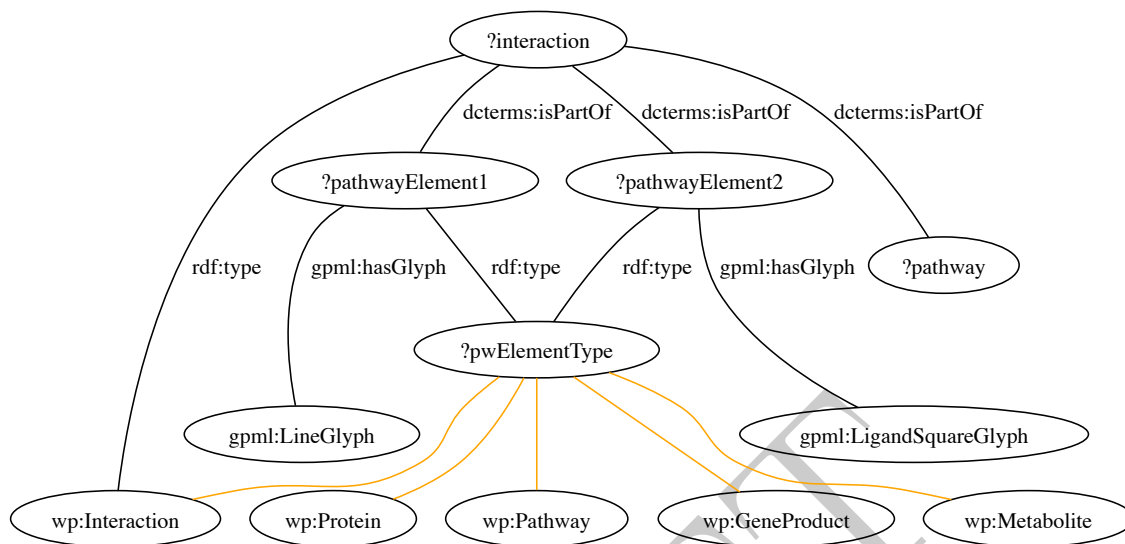 ?interaction
dcterms:isPartOf dcterms:isPartOf dcterms:isPartOf
?pathwayElement1 ?pathwayElement2
rdf:type gpml:hasGlyph rdf:type rdf:type gpml:hasGlyph ?pathway
?pwElementType
gpml:LineGlyph gpml:LigandSquareGlyph
wp:Interaction wp:Protein wp:Pathway wp:GeneProduct wp:Metabolite